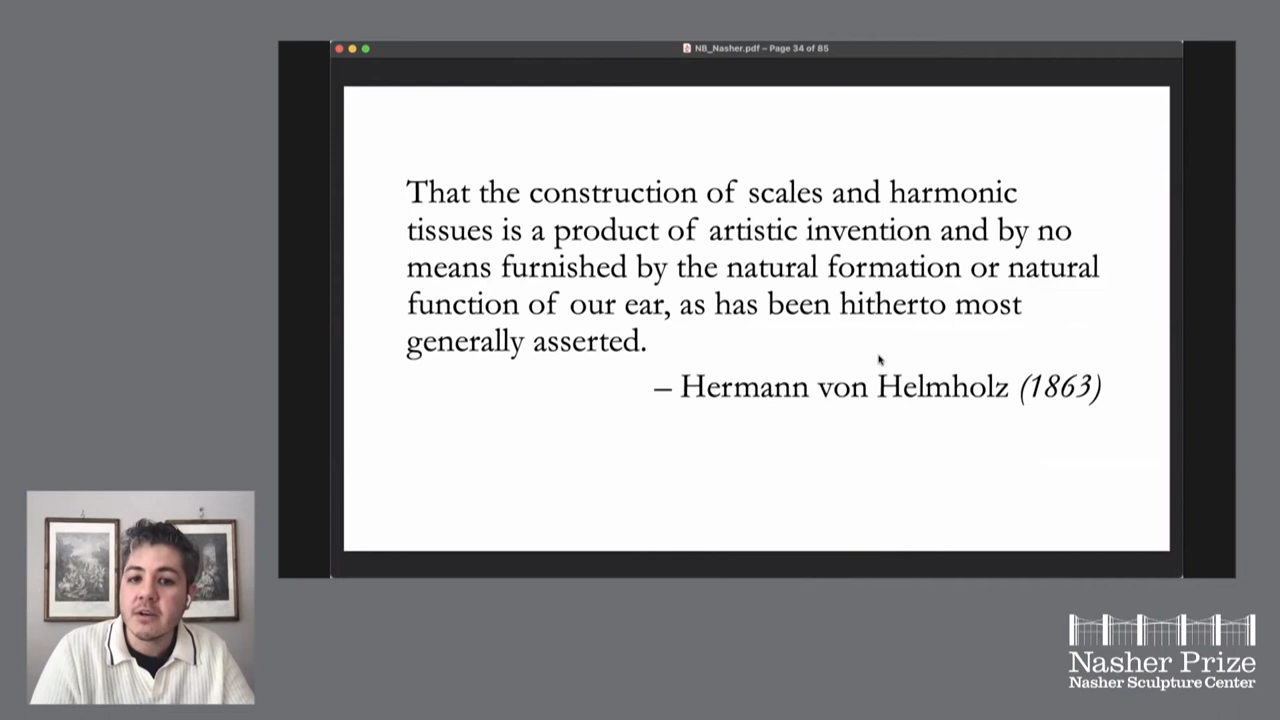 NB_Nasher.pdf – Page 34 of 85
That the construction of scales and harmonic
tissues is a product of artistic invention and by no
means furnished by the natural formation or natural
function of our ear, as has been hitherto most
generally asserted.
– Hermann von Helmholz (1863)
Nasher Prize
Nasher Sculpture Center